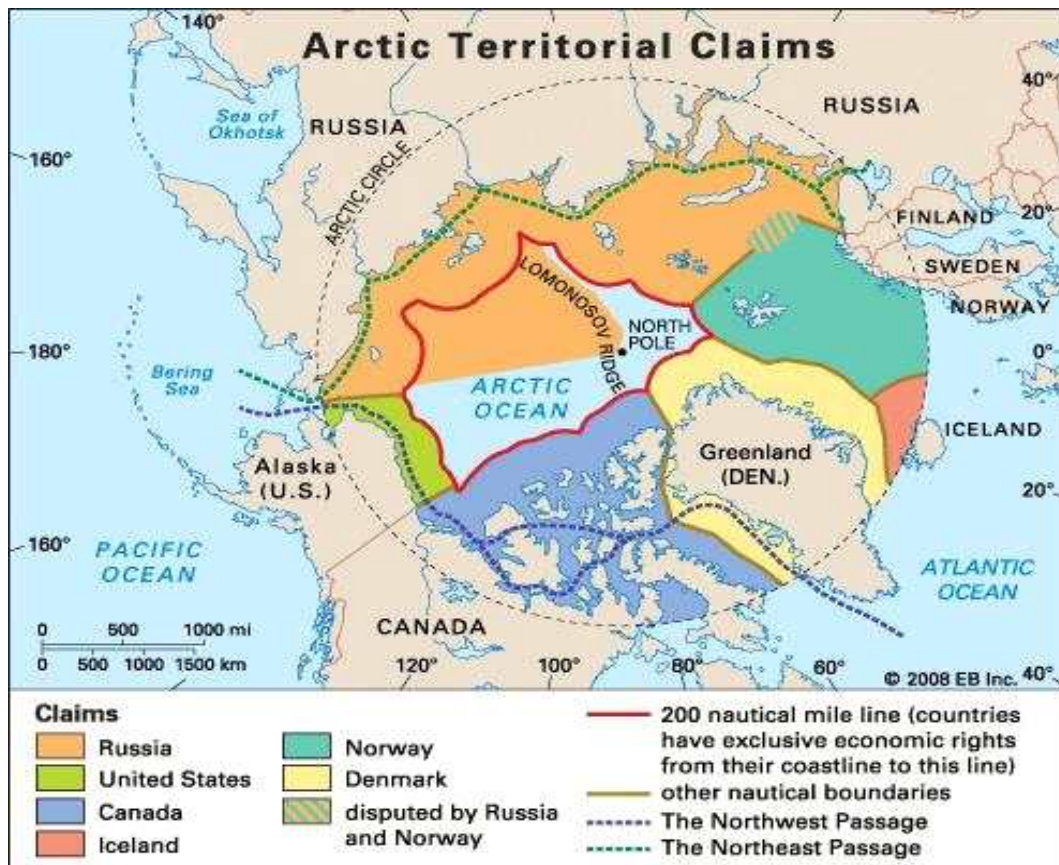 140°
Arctic Territorial Claims
40°
Sea of
Okhotsk
RUSSIA
RUSSIA
160°
ARCTIC CIRCLE
FINLAND
20°
SWEDEN
LOMONOSOV RIDGE
NORWAY
NORTH
POLE
180°
0°
Bering
Sea
ARCTIC
OCEAN
ICELAND
Alaska
(U.S.)
Greenland
(DEN.)
20°
160°
PACIFIC
OCEAN
ATLANTIC
OCEAN
CANADA
0 500 1000 mi
0 500 1000 1500 km
120°
100°
80°
60°
© 2008 EB Inc.
40°
Claims
Russia
United States
Canada
Iceland
Norway
Denmark
disputed by Russia
and Norway
200 nautical mile line (countries
have exclusive economic rights
from their coastline to this line)
other nautical boundaries
The Northwest Passage
The Northeast Passage